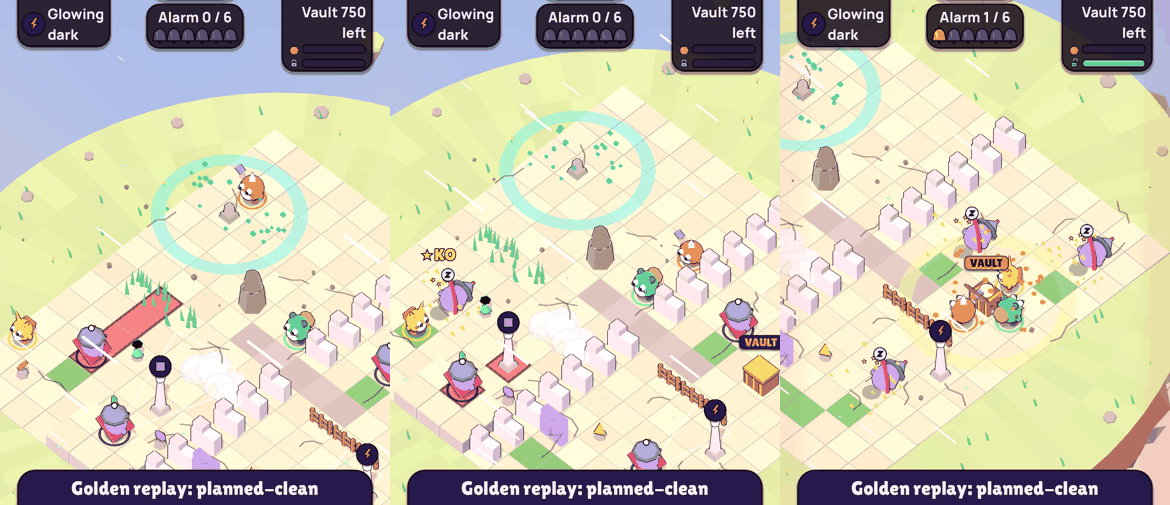 Glowing
dark
Alarm 0 / 6
Vault 750
left
KO
Z
VAULT
Golden replay: planned-clean
Glowing
dark
Alarm 0 / 6
Vault 750
left
Golden replay: planned-clean
Glowing
dark
Alarm 1 / 6
Vault 750
left
Z
Z
VAULT
Z
Golden replay: planned-clean